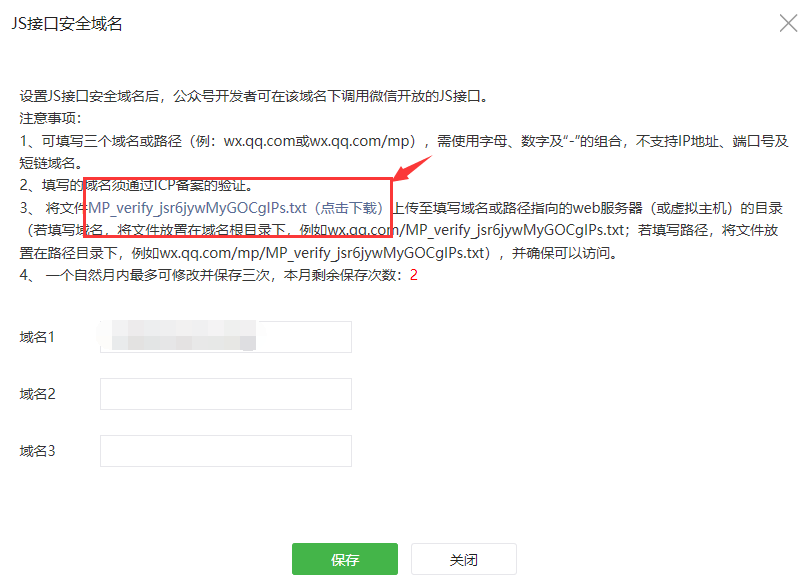 JS接口安全域名
设置JS接口安全域名后，公众号开发者可在该域名下调用微信开放的JS接口。
注意事项：
1、可填写三个域名或路径（例：wx.qq.com或wx.qq.com/mp），需使用字母、数字及“-”的组合，不支持IP地址、端口号及
短链域名。
2、填写的域名须通过ICP备案的验证。
3、 将文件MP_verify_jsr6jywMyGOCgIPs.txt（点击下载）上传至填写域名或路径指向的web服务器（或虚拟主机）的目录
（若填写域名，将文件放置在域名根目录下，例如wx.qq.com/MP_verify_jsr6jywMyGOCgIPs.txt；若填写路径，将文件放
置在路径目录下，例如wx.qq.com/mp/MP_verify_jsr6jywMyGOCgIPs.txt），并确保可以访问。
4、 一个自然月内最多可修改并保存三次，本月剩余保存次数：2
域名1
域名2
域名3
保存
关闭